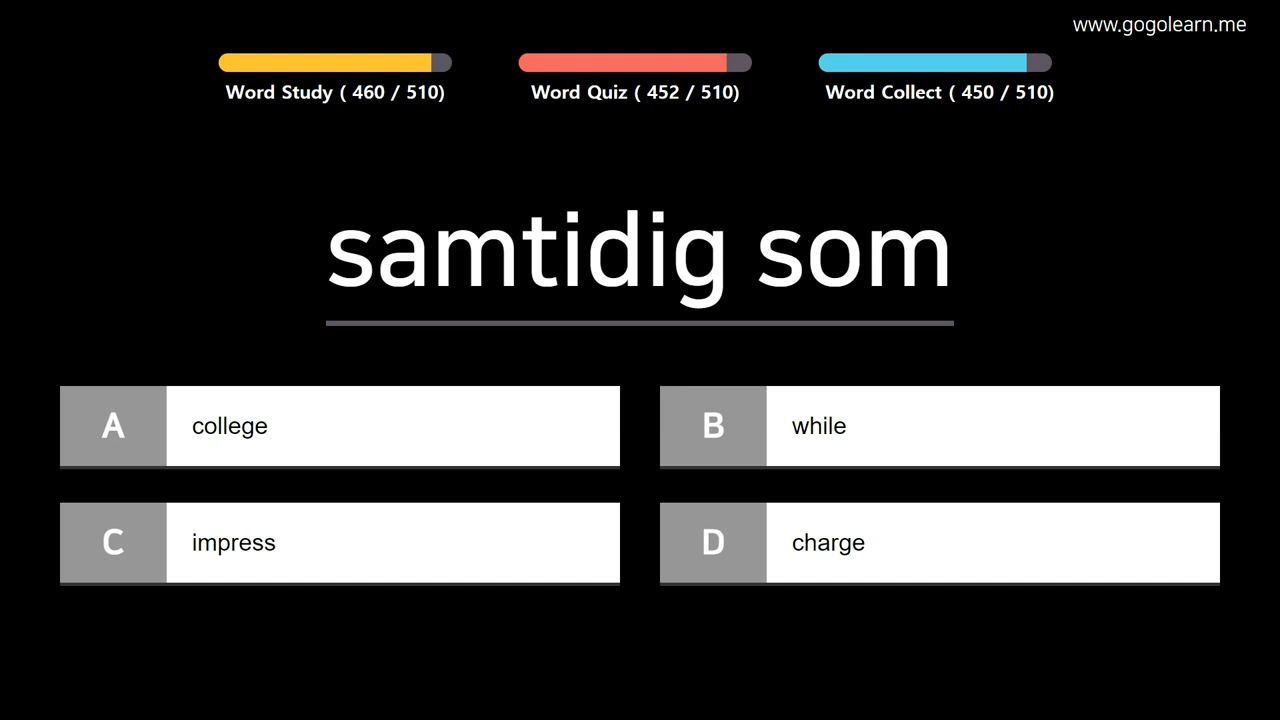 www.gogolearn.me
Word Study ( 460 / 510)
Word Quiz ( 452 / 510)
Word Collect ( 450 / 510)
samtidig som
A college
B while
C impress
D charge